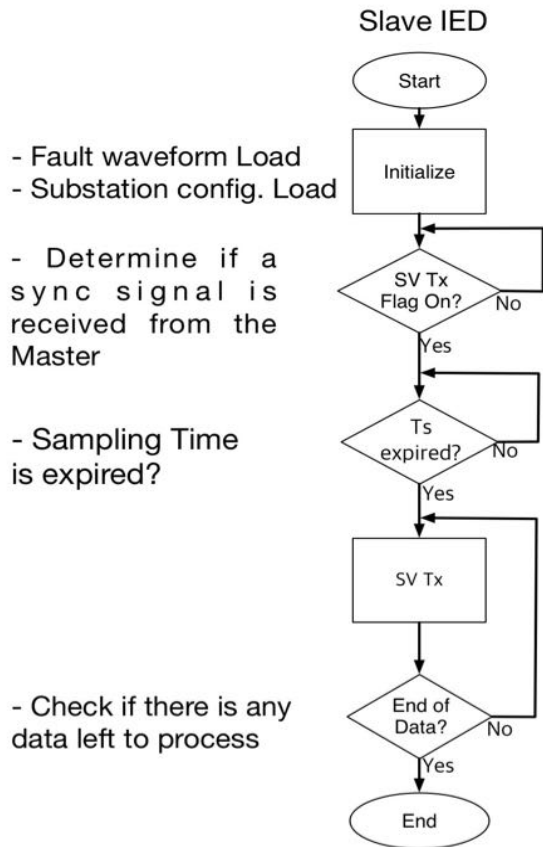 Slave IED
Start
- Fault waveform Load
- Substation config. Load
Initialize
- Determine if a
sync signal is
received from the
Master
SV Tx
Flag On?
No
Yes
- Sampling Time
is expired?
Ts
expired?
No
Yes
SV Tx
- Check if there is any
data left to process
End of
Data?
No
Yes
End